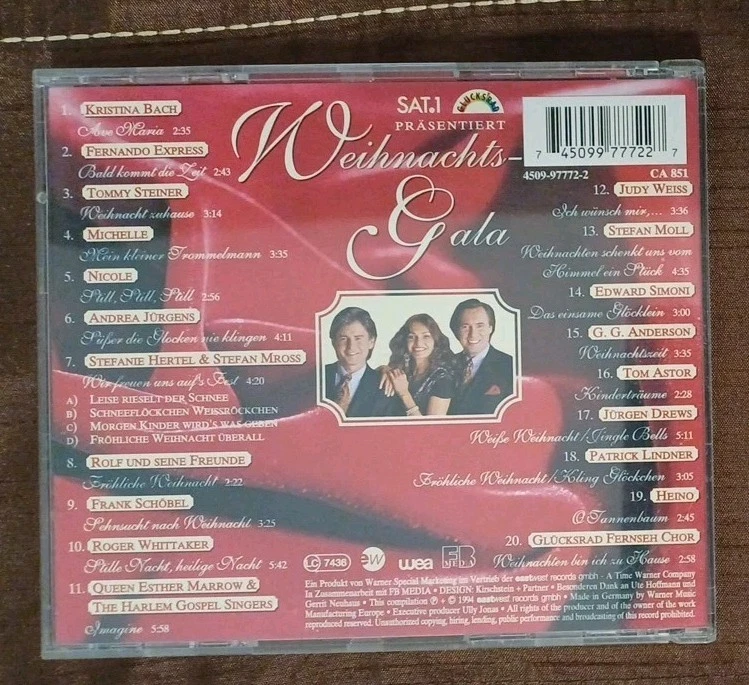 SAT.1 GLÜCKSRAD
PRÄSENTIERT
Weihnachts-
Gala
7 45099 77722 7
4509-97772-2 CA 851
1. KRISTINA BACH
Ave Maria 2:35
2. FERNANDO EXPRESS
Bald kommt die Zeit 2:43
3. TOMMY STEINER
Weihnacht zuhause 3:14
4. MICHELLE
Mein kleiner Trommelmann 3:35
5. NICOLE
Still, Still, Still 2:56
6. ANDREA JÜRGENS
Süßer die Glocken nie klingen 4:11
7. STEFANIE HERTEL & STEFAN MROSS
Wir freuen uns auf's Fest 4:20
A) LEISE RIESELT DER SCHNEE
B) SCHNEEFLÖCKCHEN WEISSRÖCKCHEN
C) MORGEN KINDER WIRD'S WAS GEBEN
D) FRÖHLICHE WEIHNACHT ÜBERALL
8. ROLF UND SEINE FREUNDE
Fröhliche Weihnacht 2:22
9. FRANK SCHÖBEL
Sehnsucht nach Weihnacht 3:25
10. ROGER WHITTAKER
Stille Nacht, heilige Nacht 5:42
11. QUEEN ESTHER MARROW &
THE HARLEM GOSPEL SINGERS
Imagine 5:58
12. JUDY WEISS
Ich wünsch mir,... 3:36
13. STEFAN MOLL
Weihnachten schenkt uns vom
Himmel ein Stück 4:35
14. EDWARD SIMONI
Das einsame Glöcklein 3:00
15. G. G. ANDERSON
Weihnachtszeit 3:35
16. TOM ASTOR
Kinderträume 2:28
17. JÜRGEN DREWS
Weiße Weihnacht/Jingle Bells 5:11
18. PATRICK LINDNER
Fröhliche Weihnacht/Kling Glöckchen 3:05
19. HEINO
O Tannenbaum 2:45
20. GLÜCKSRAD FERNSEH CHOR
Weihnachten bin ich zu Hause 2:58
LC 7436 ew wea FB MEDIA
Ein Produkt von Warner Special Marketing im Vertrieb der eastwest records gmbh - A Time Warner Company
In Zusammenarbeit mit FB MEDIA • DESIGN: Kirschstein + Partner • Besonderen Dank an Ute Hoffmann und
Gerrit Neuhaus • This compilation ℗ + © 1994 eastwest records gmbh • Made in Germany by Warner Music
Manufacturing Europe • Executive producer Ully Jonas • All rights of the producer and of the owner of the work
reproduced reserved. Unauthorized copying, hiring, lending, public performance and broadcasting of this record prohibited.